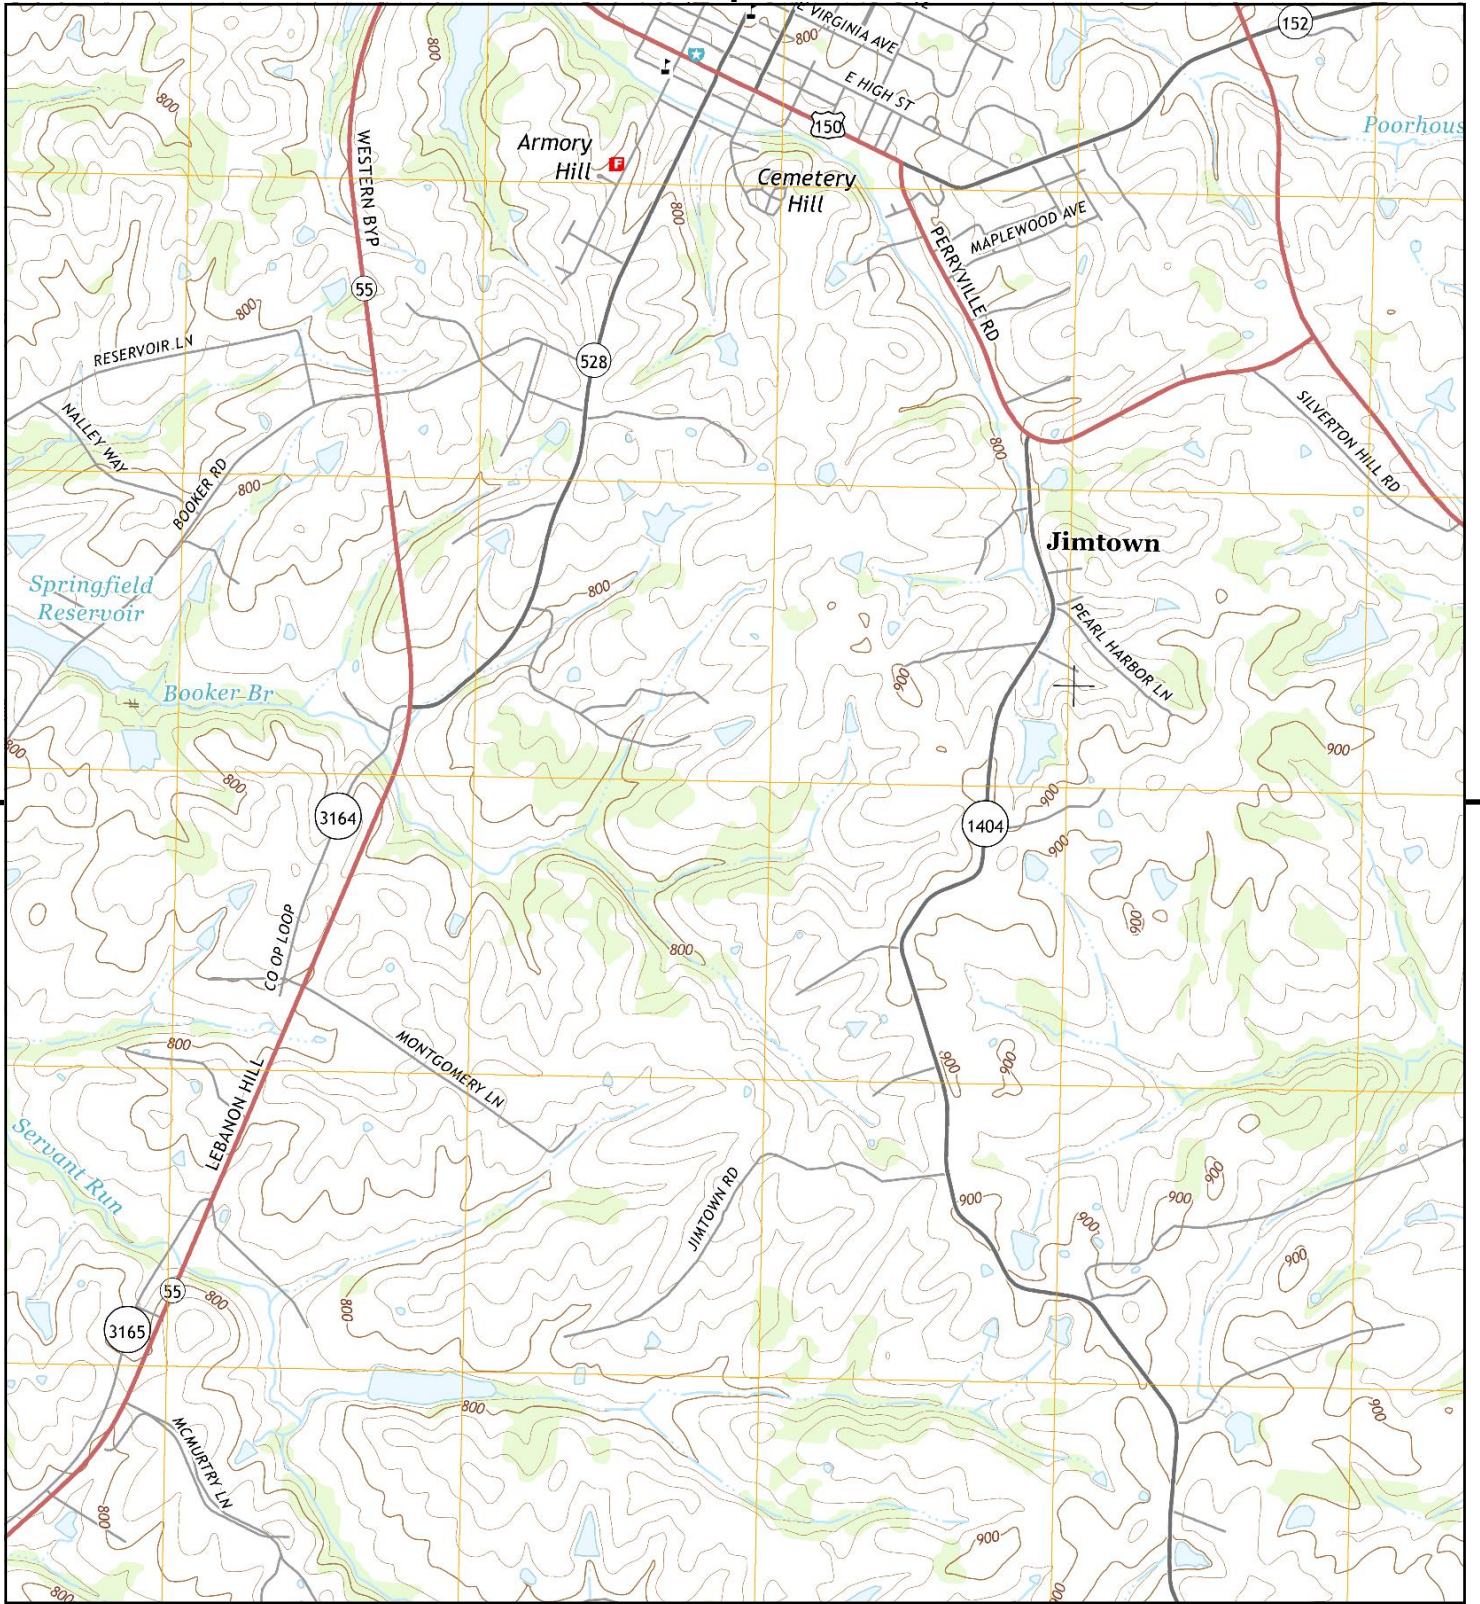 E VIRGINIA AVE
152
800
800
800
E HIGH ST
150
Poorhous
WESTERN BYP
Armory
Hill
F
Cemetery
Hill
800
MAPLEWOOD AVE
PERRYVILLE RD
55
800
RESERVOIR LN
528
NALLEY WAY
SILVERTON HILL RD
800
BOOKER RD
800
Jimtown
Springfield
Reservoir
800
PEARL HARBOR LN
900
Booker Br
800
900
800
900
3164
1404
900
900
CO OP LOOP
800
800
MONTGOMERY LN
900
900
LEBANON HILL
Servant Run
JIMTOWN RD
900
900
900
900
900
55
800
800
3165
800
900
MCMURTRY LN
800
900
800
900